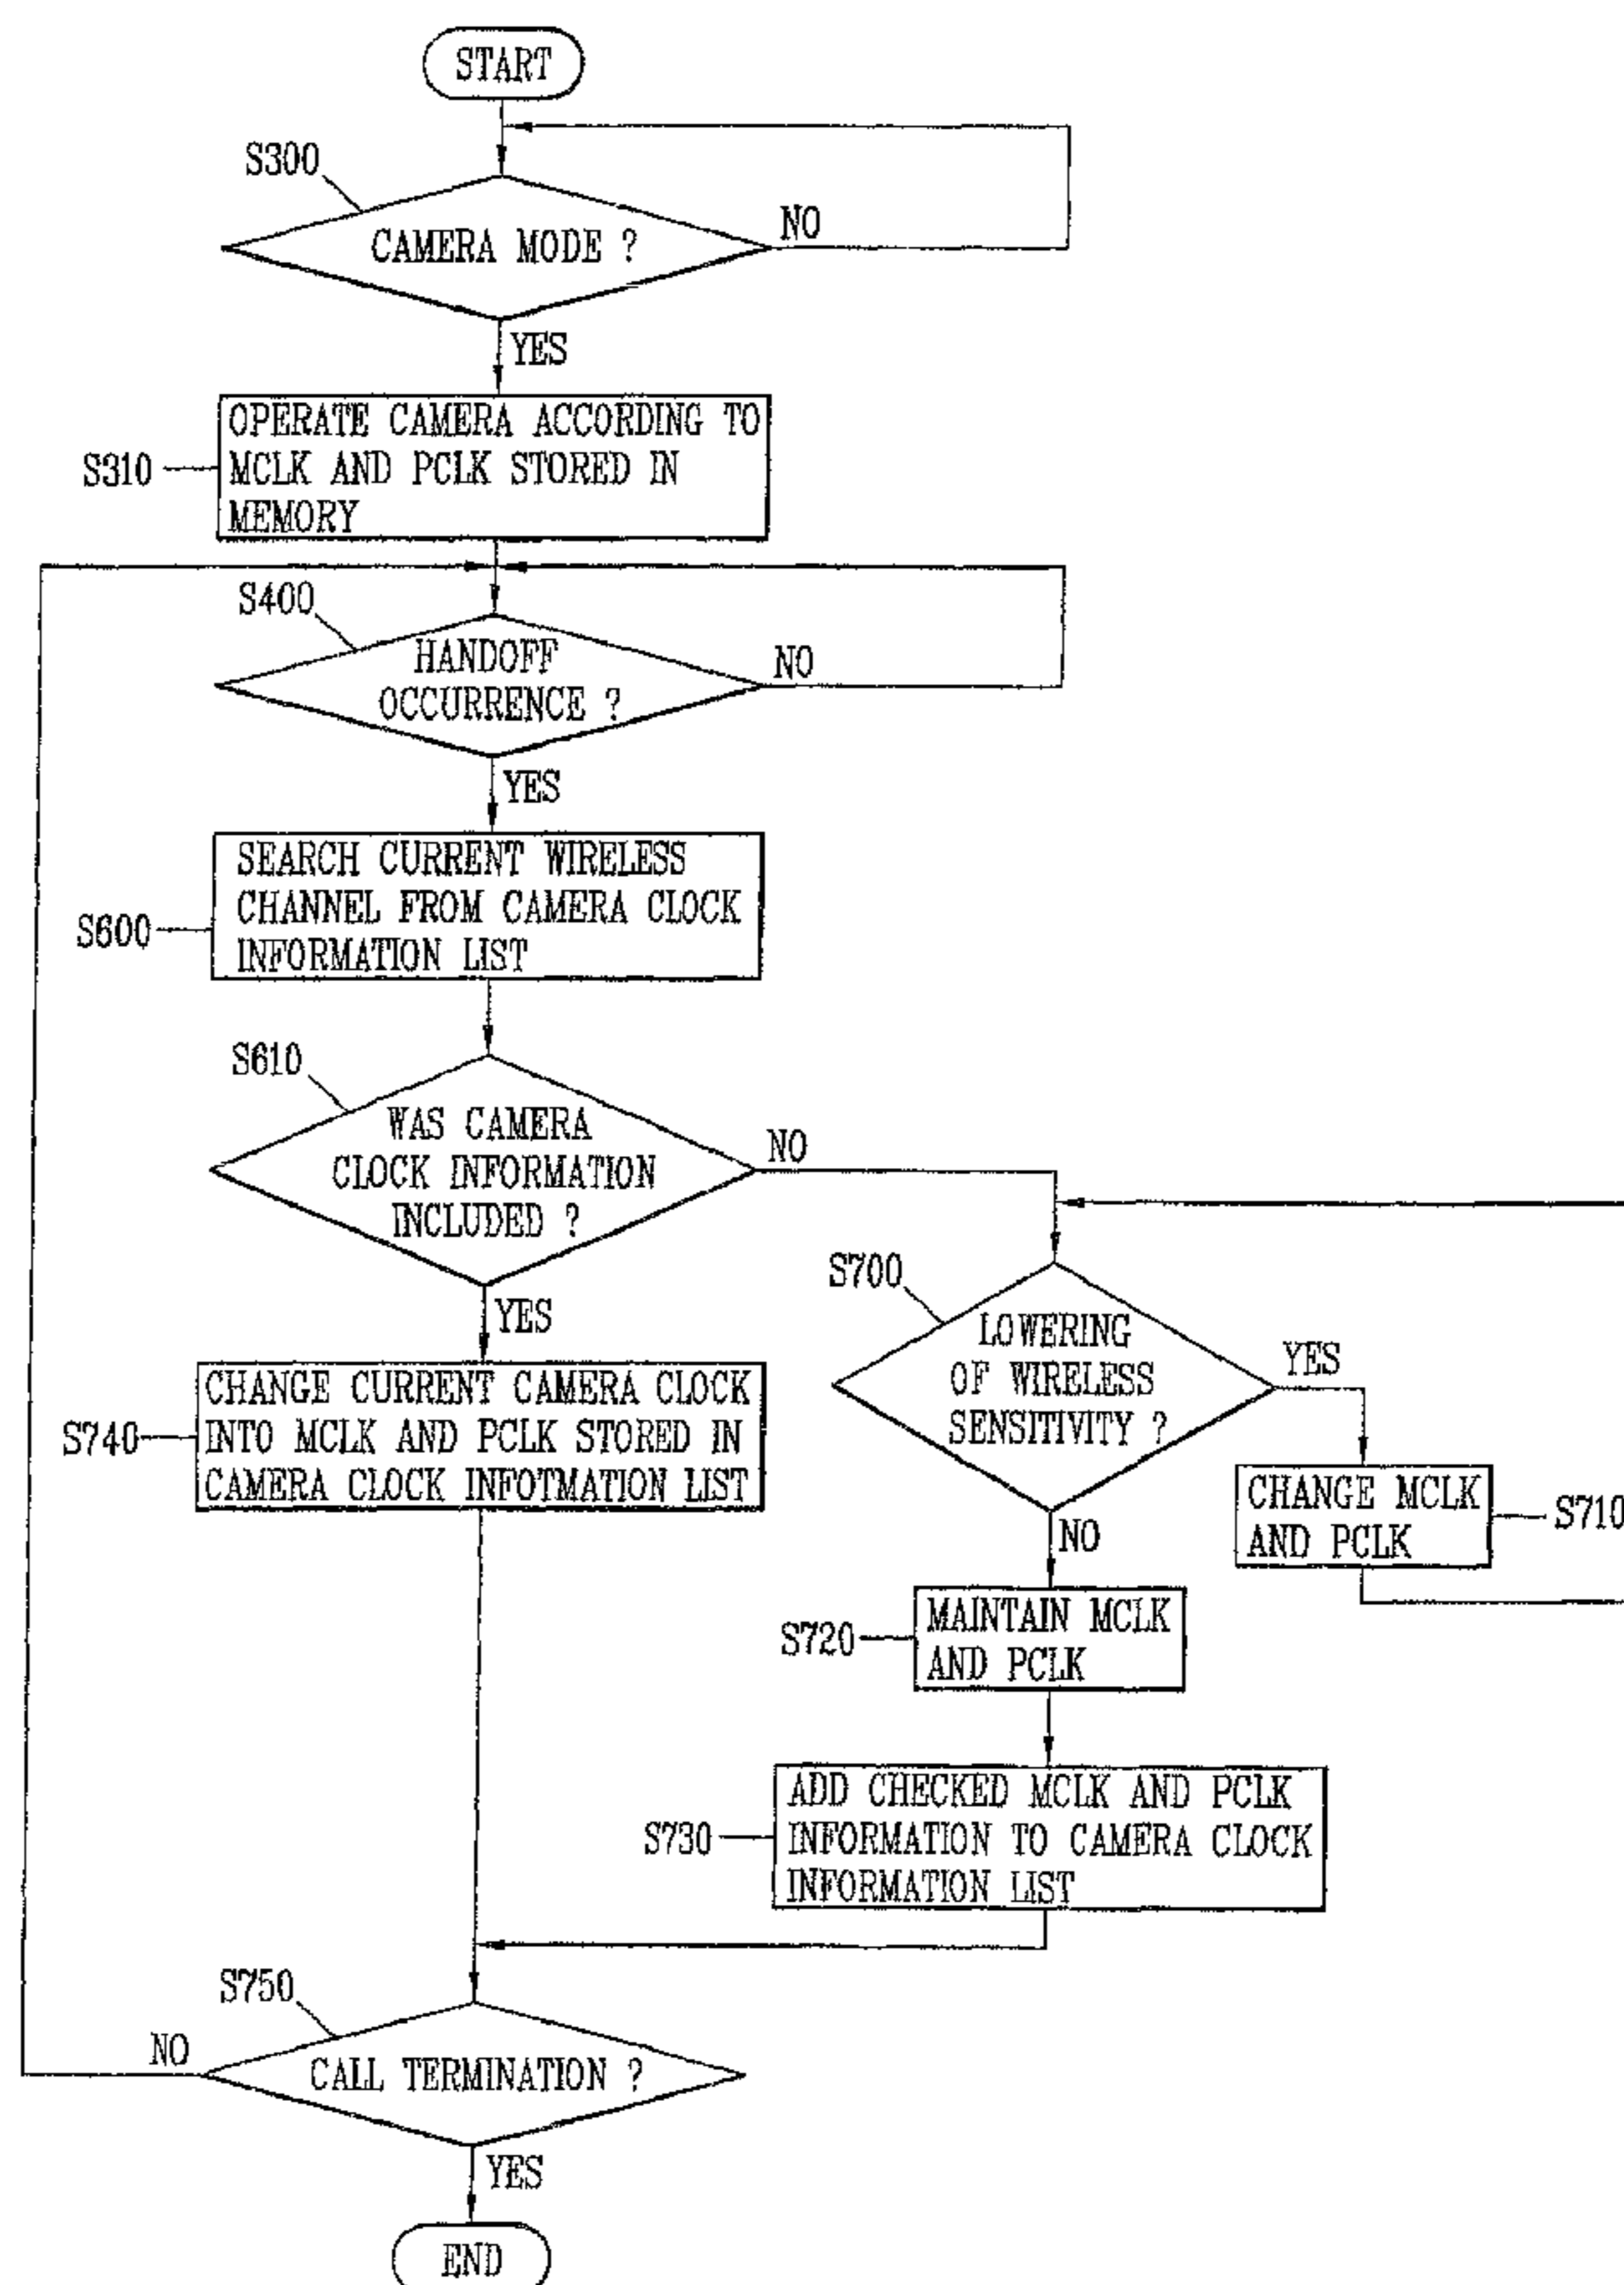 START
S300
CAMERA MODE ?
NO
YES
S310
OPERATE CAMERA ACCORDING TO
MCLK AND PCLK STORED IN
MEMORY
S400
HANDOFF
OCCURRENCE ?
NO
YES
S600
SEARCH CURRENT WIRELESS
CHANNEL FROM CAMERA CLOCK
INFORMATION LIST
S610
WAS CAMERA
CLOCK INFORMATION
INCLUDED ?
NO
YES
S700
LOWERING
OF WIRELESS
SENSITIVITY ?
YES
NO
S740
CHANGE CURRENT CAMERA CLOCK
INTO MCLK AND PCLK STORED IN
CAMERA CLOCK INFOTMATION LIST
CHANGE MCLK
AND PCLK
S710
S720
MAINTAIN MCLK
AND PCLK
S730
ADD CHECKED MCLK AND PCLK
INFORMATION TO CAMERA CLOCK
INFORMATION LIST
S750
CALL TERMINATION ?
NO
YES
END